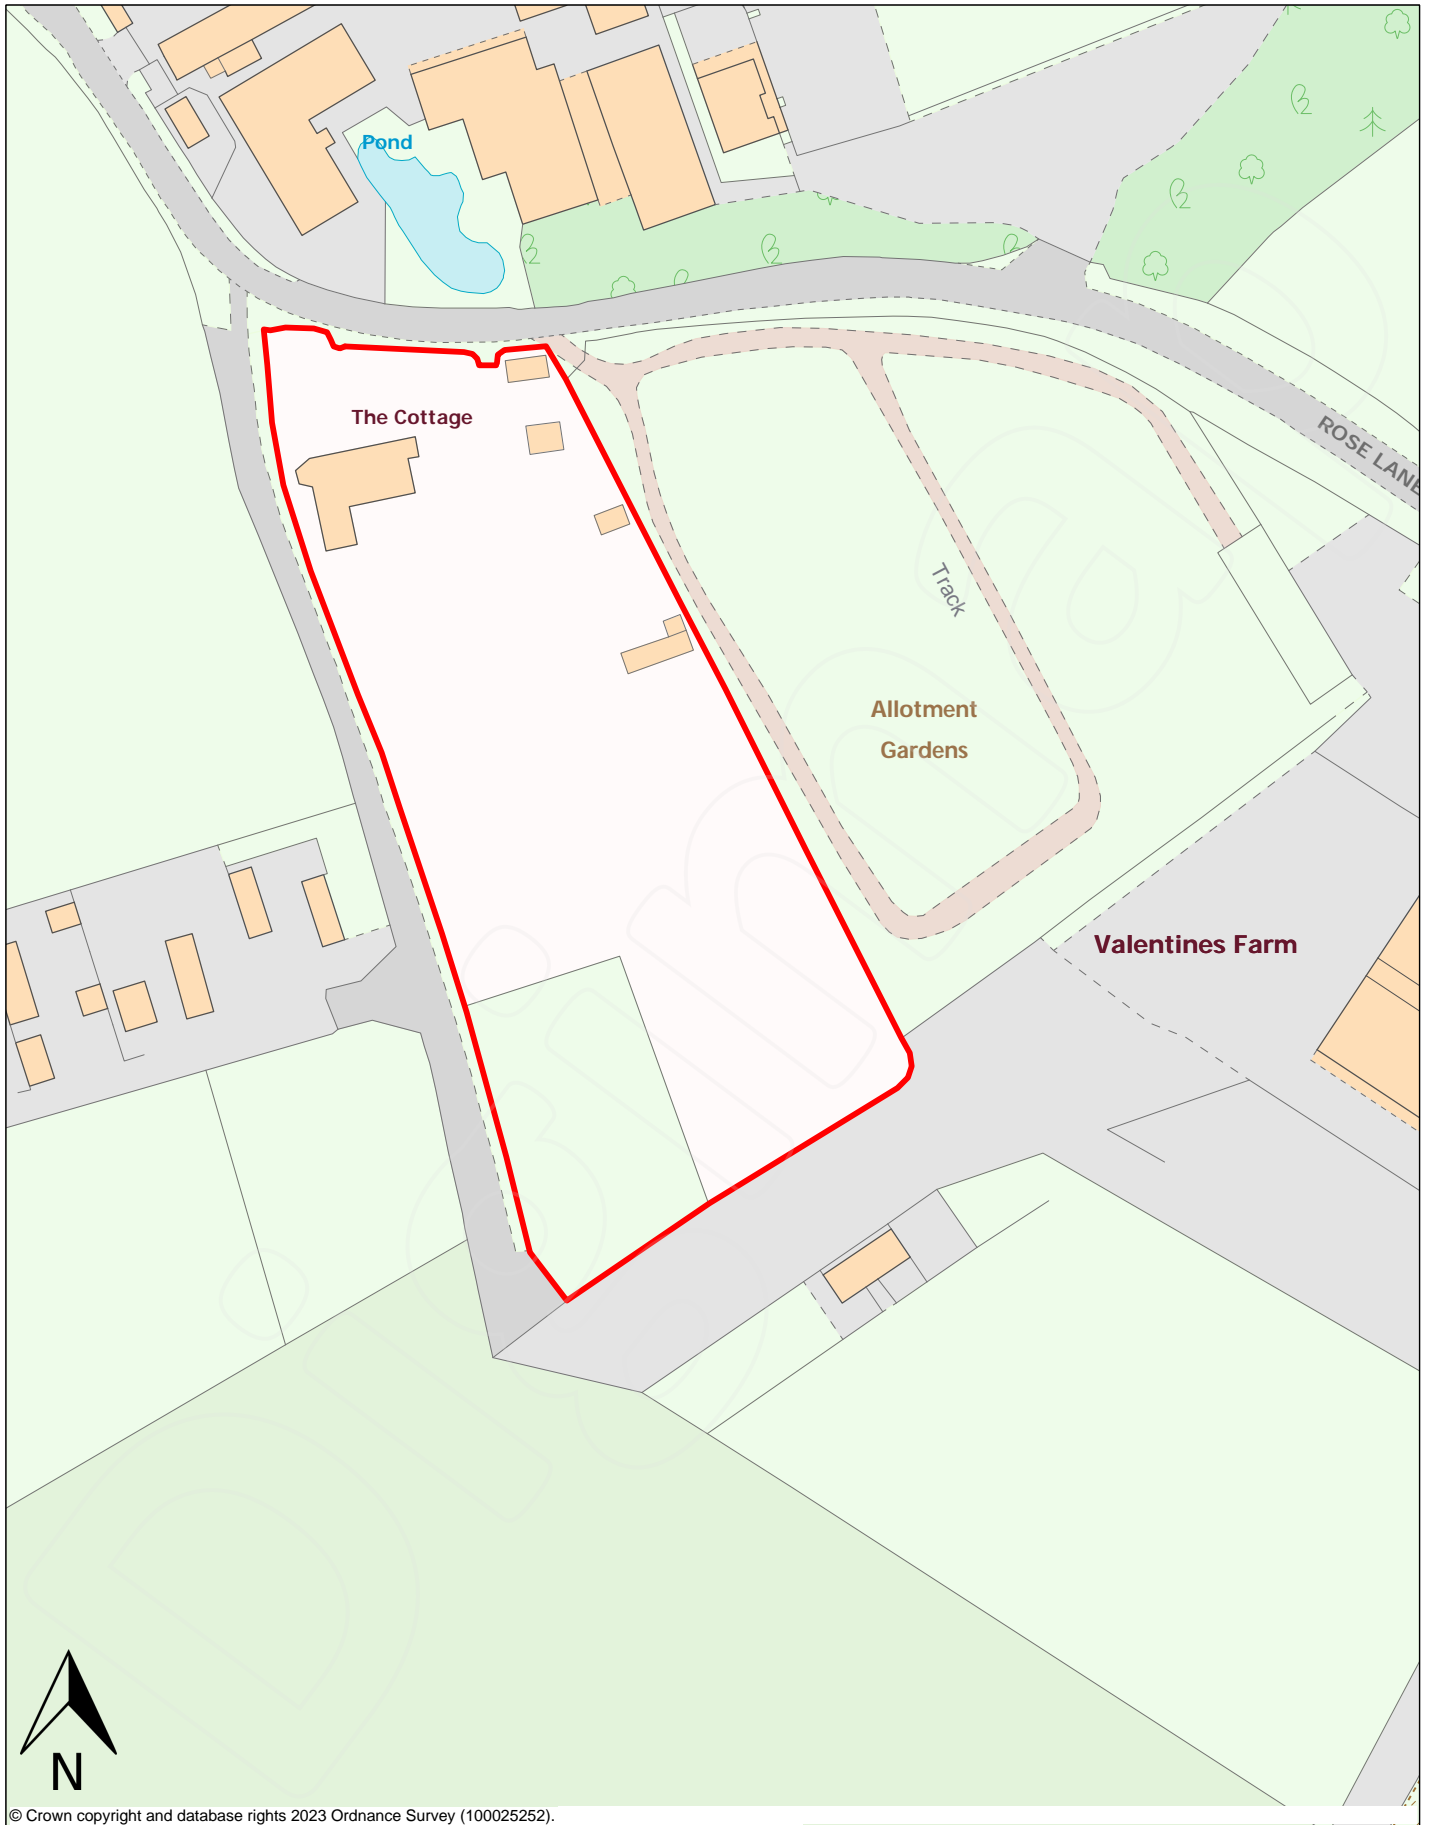 Pond
The Cottage
ROSE LANE
Track
Allotment
Gardens
Valentines Farm
N
© Crown copyright and database rights 2023 Ordnance Survey (100025252).